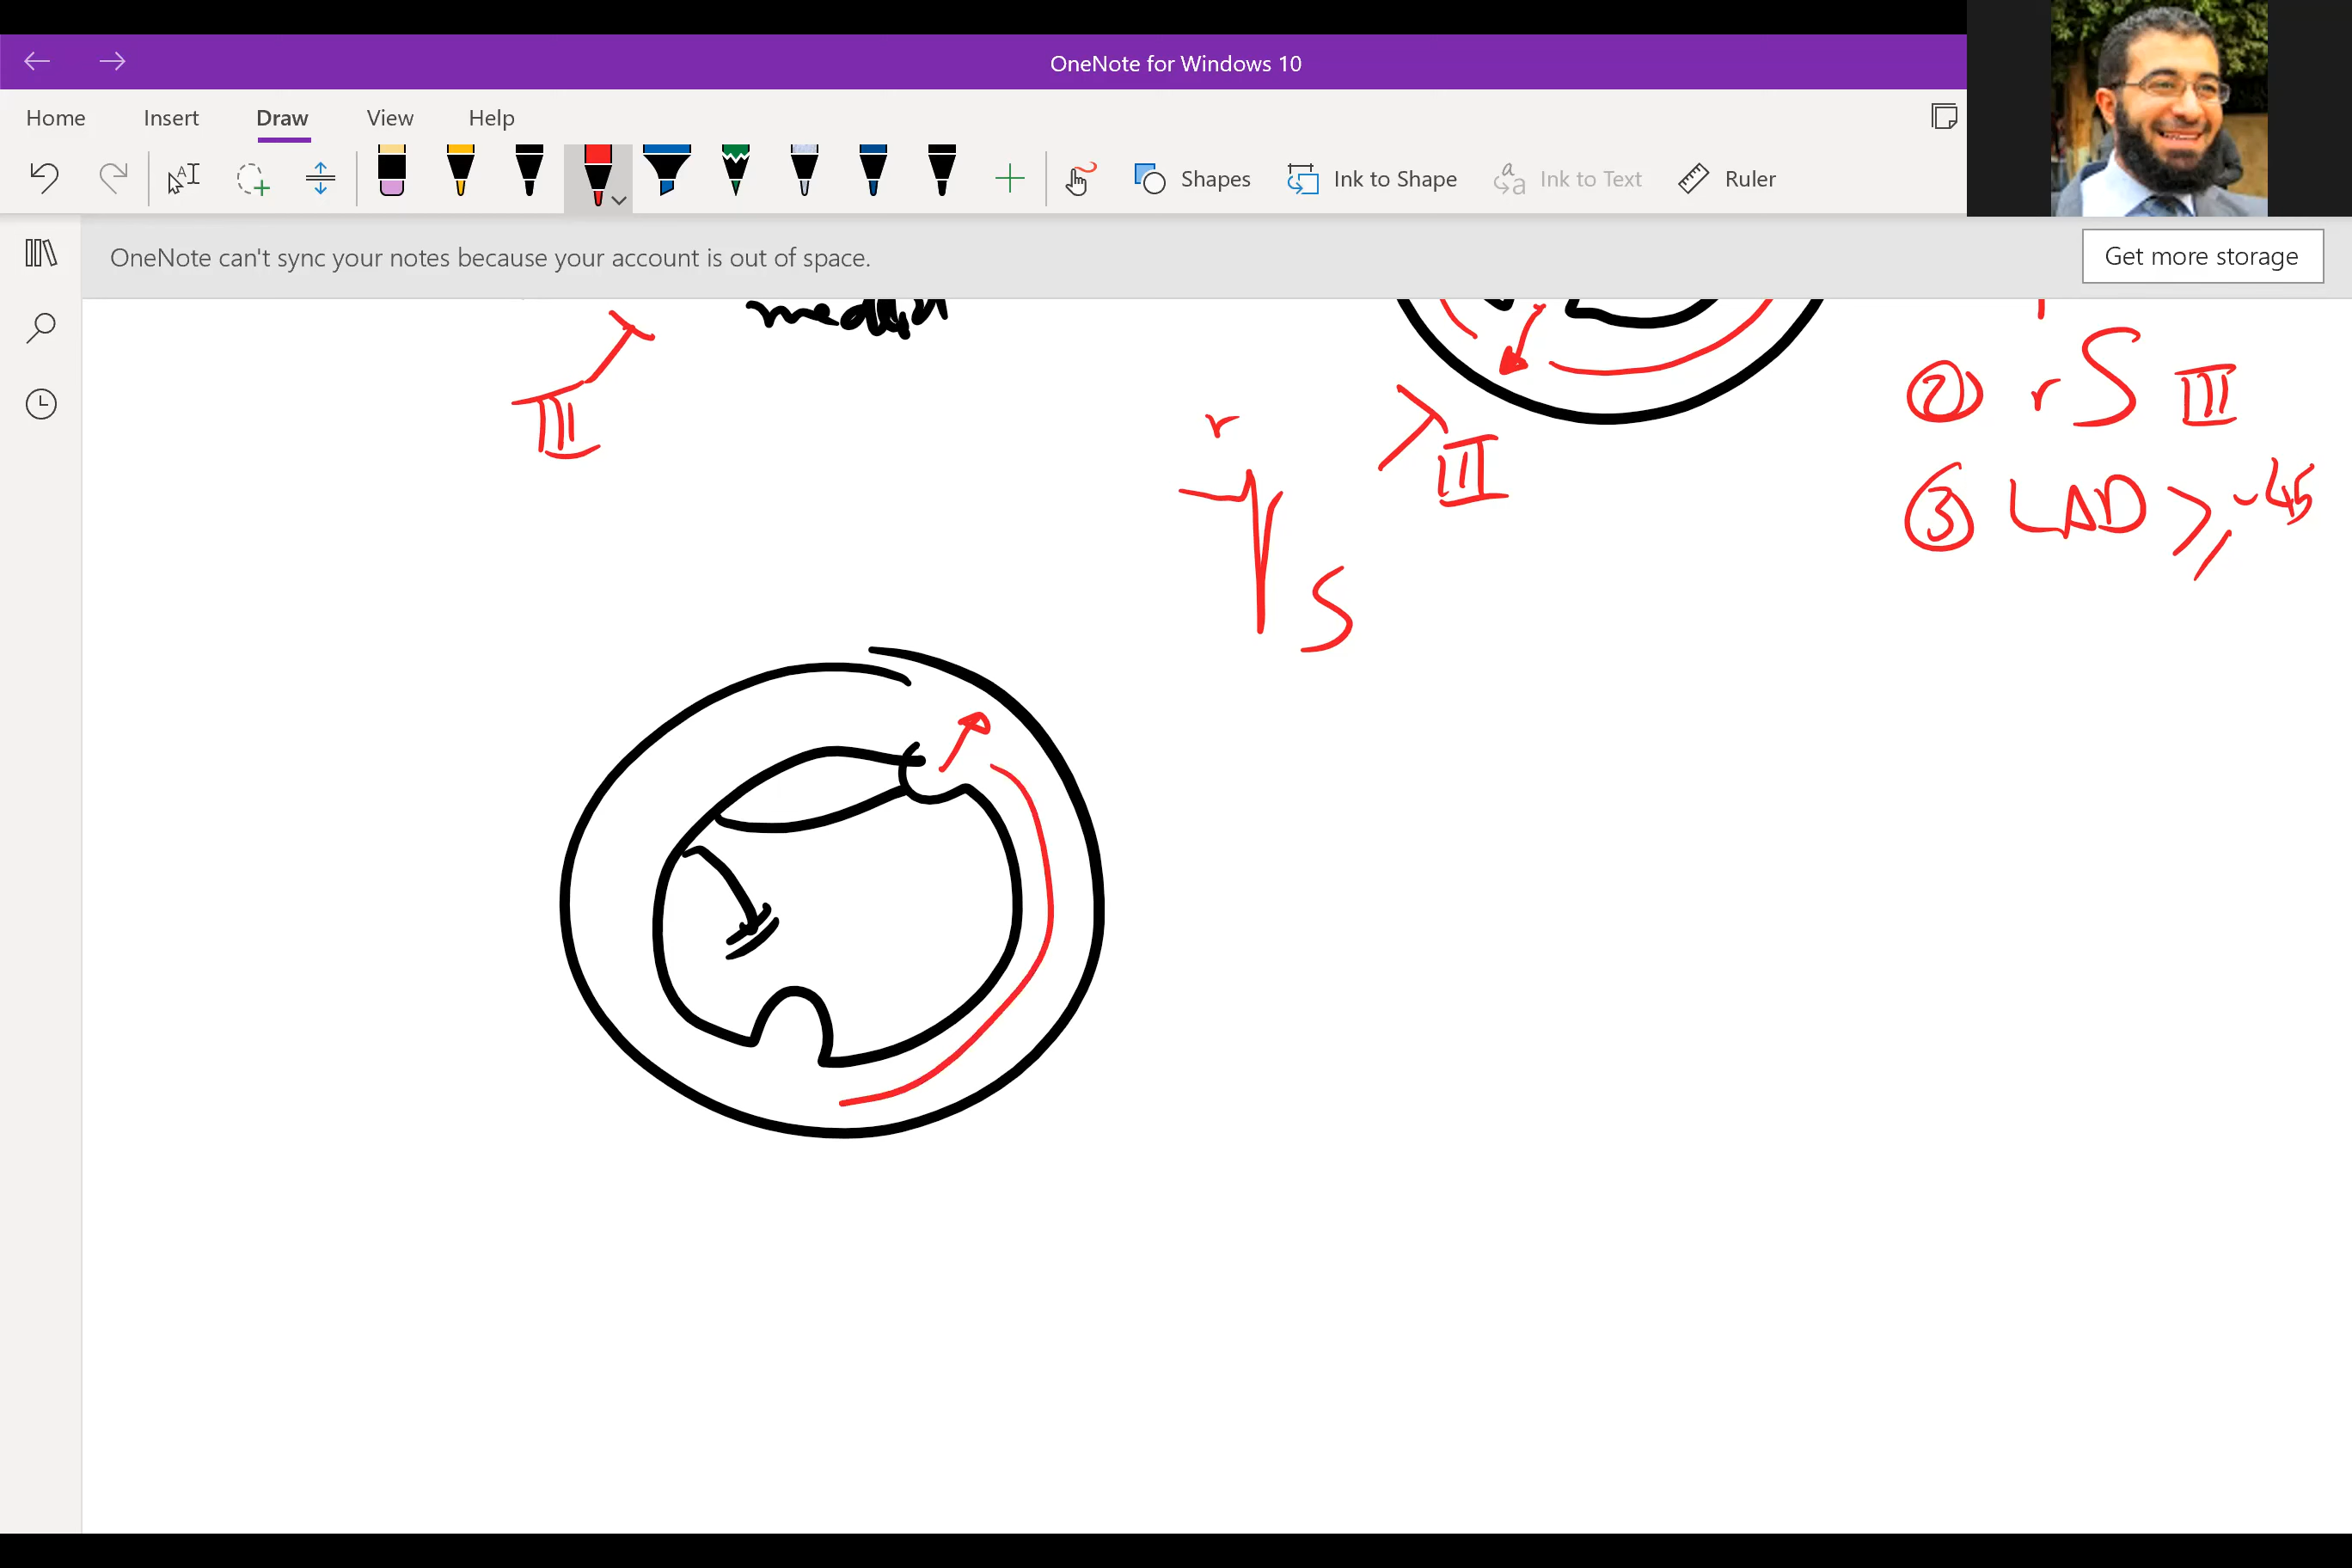 OneNote for Windows 10
Home Insert Draw View Help
Shapes Ink to Shape Ink to Text Ruler
OneNote can't sync your notes because your account is out of space. Get more storage
III
r
III
S
② rS III
③ LAD ≥ -45